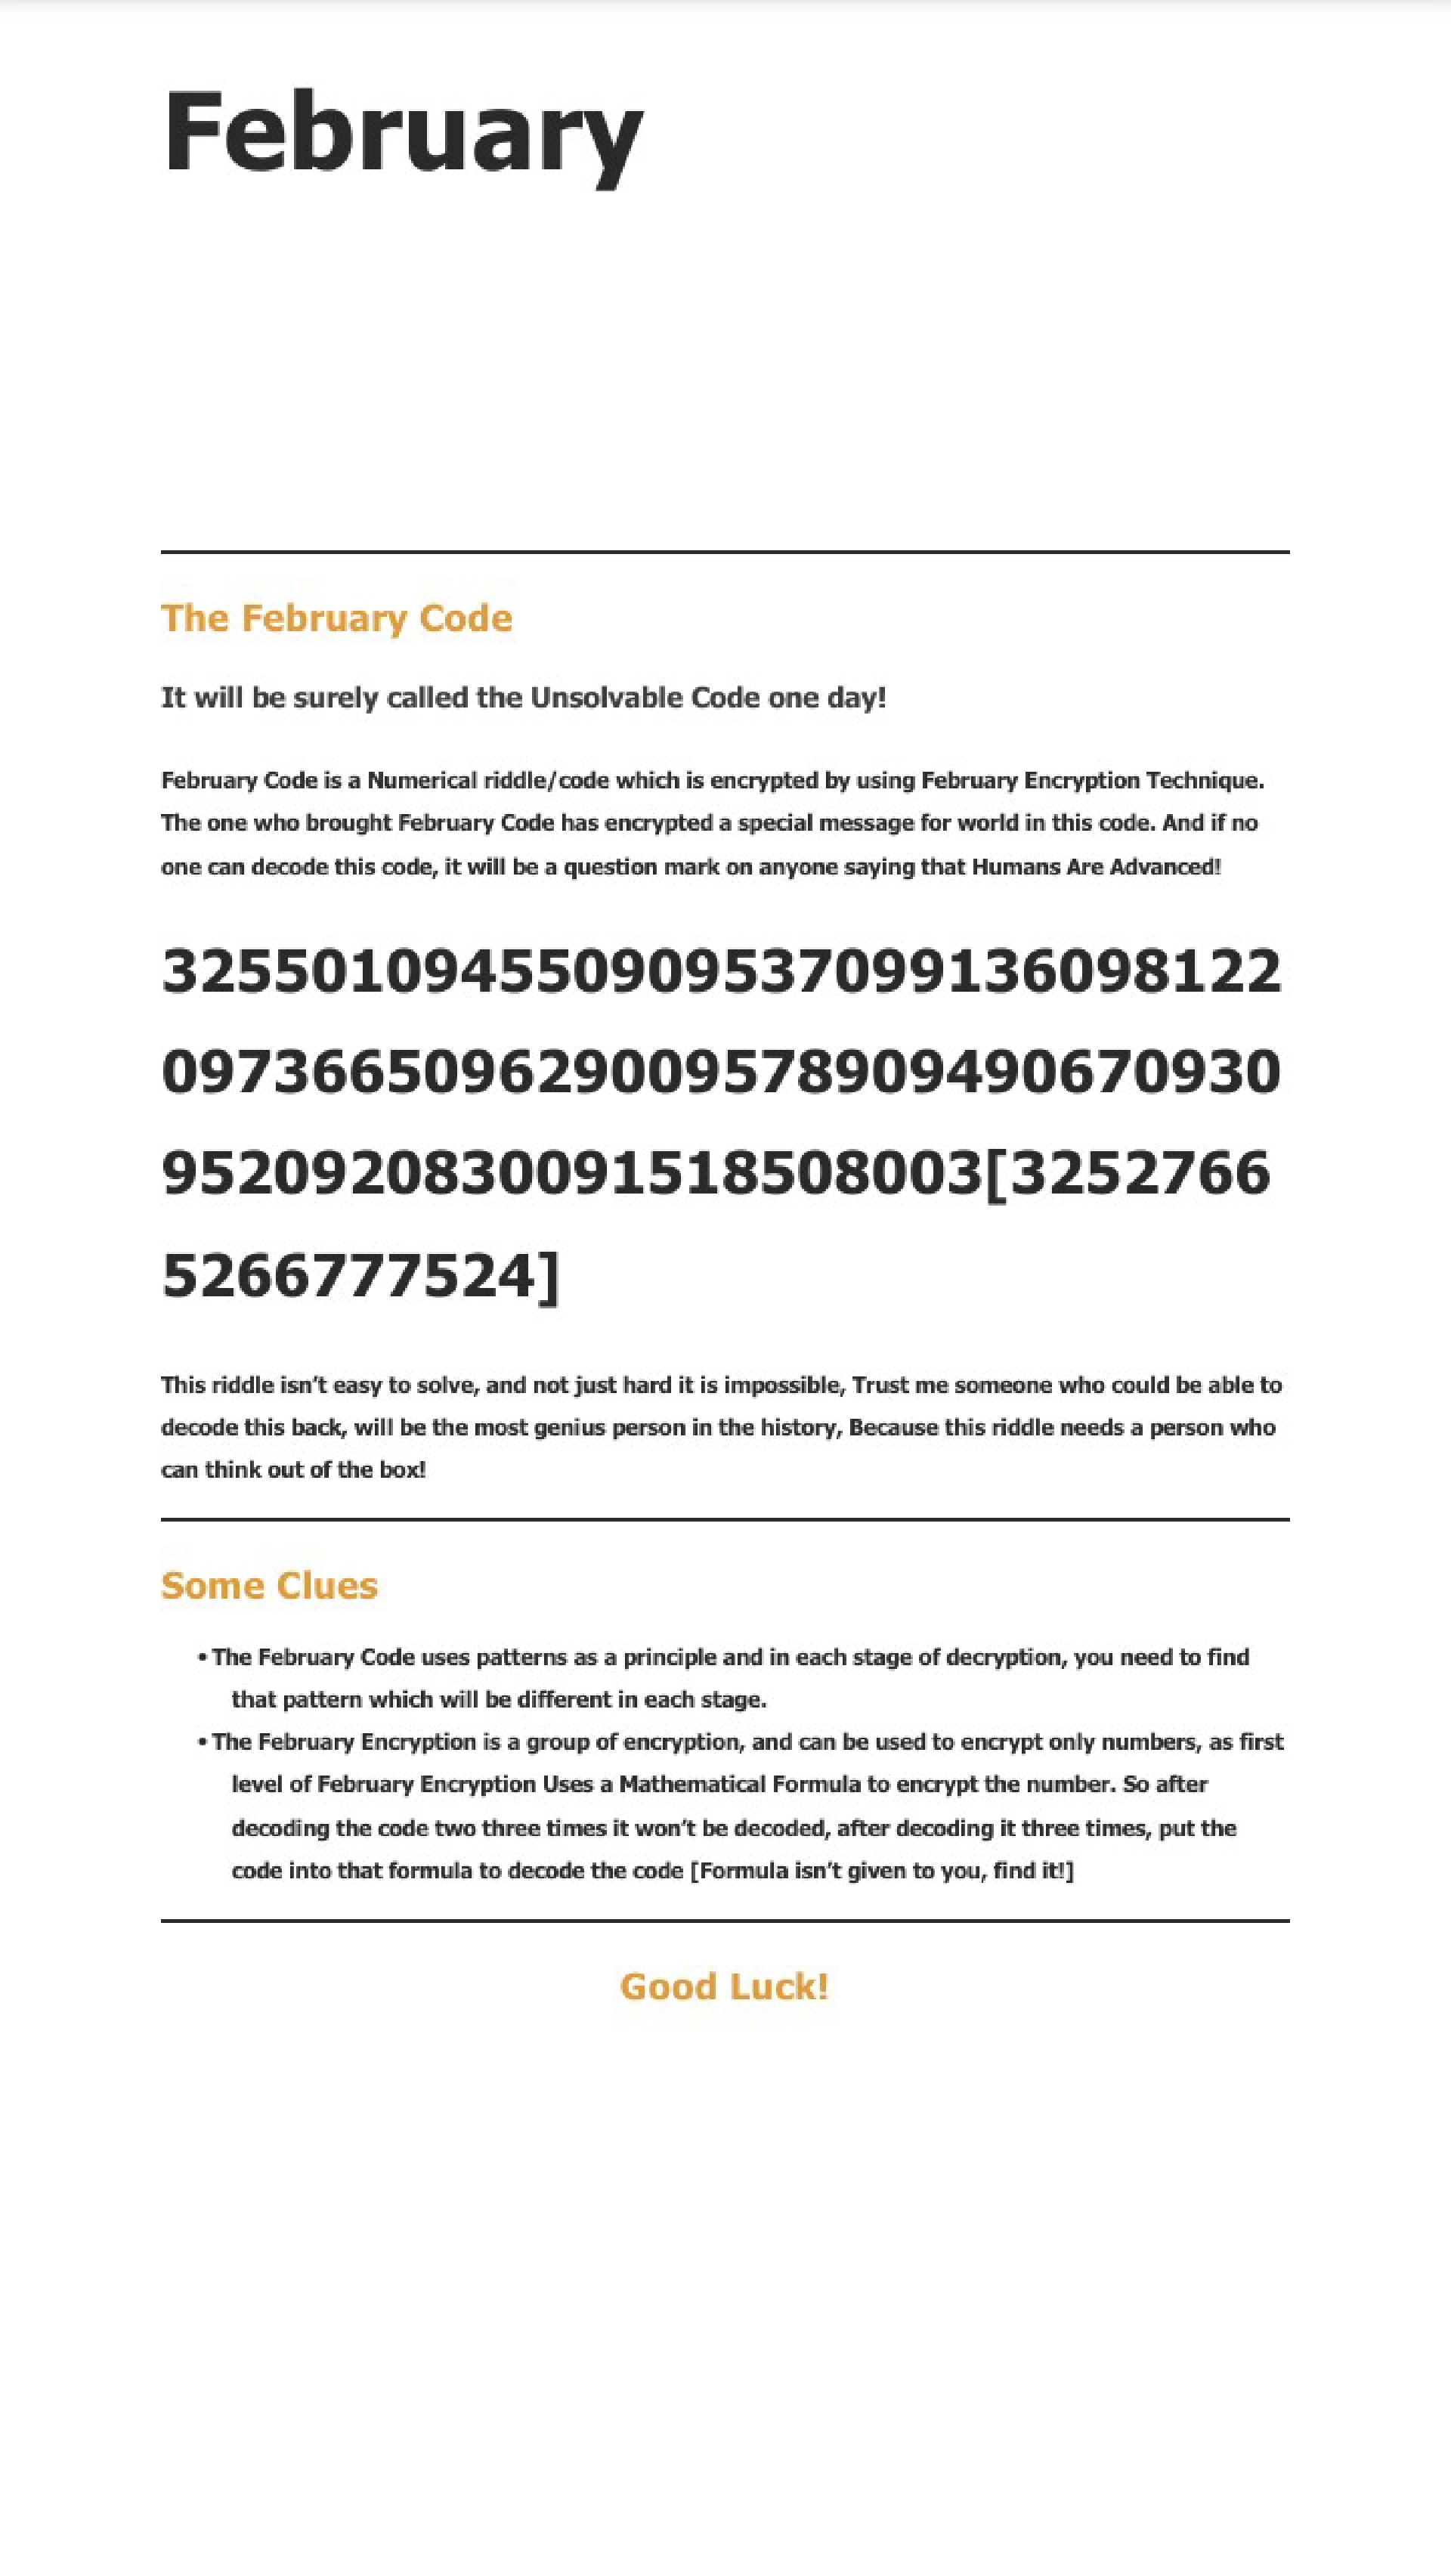 February
The February Code
It will be surely called the Unsolvable Code one day!
February Code is a Numerical riddle/code which is encrypted by using February Encryption Technique.
The one who brought February Code has encrypted a special message for world in this code. And if no
one can decode this code, it will be a question mark on anyone saying that Humans Are Advanced!
325501094550909537099136098122
097366509629009578909490670930
9520920830091518508003[3252766
5266777524]
This riddle isn't easy to solve, and not just hard it is impossible, Trust me someone who could be able to
decode this back, will be the most genius person in the history, Because this riddle needs a person who
can think out of the box!
Some Clues
• The February Code uses patterns as a principle and in each stage of decryption, you need to find
that pattern which will be different in each stage.
• The February Encryption is a group of encryption, and can be used to encrypt only numbers, as first
level of February Encryption Uses a Mathematical Formula to encrypt the number. So after
decoding the code two three times it won't be decoded, after decoding it three times, put the
code into that formula to decode the code [Formula isn't given to you, find it!]
Good Luck!